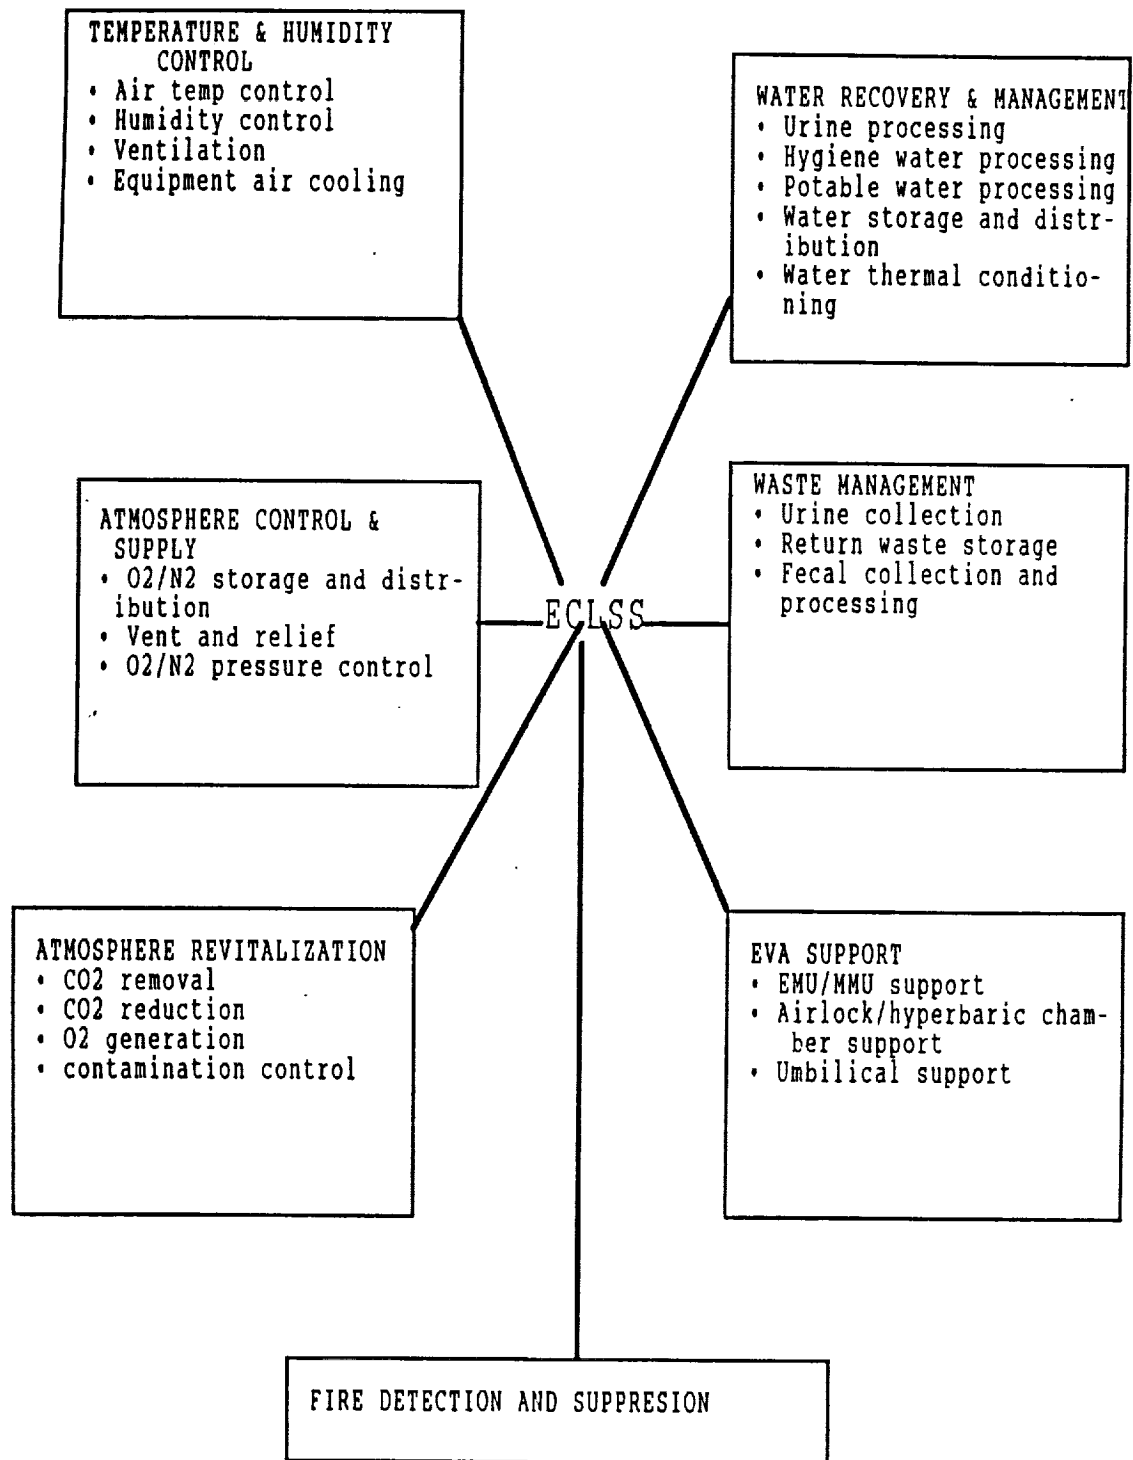 TEMPERATURE & HUMIDITY
CONTROL
• Air temp control
• Humidity control
• Ventilation
• Equipment air cooling
WATER RECOVERY & MANAGEMENT
• Urine processing
• Hygiene water processing
• Potable water processing
• Water storage and distr-
ibution
• Water thermal conditio-
ning
ATMOSPHERE CONTROL &
SUPPLY
• O2/N2 storage and distr-
ibution
• Vent and relief
• O2/N2 pressure control
ECLSS
WASTE MANAGEMENT
• Urine collection
• Return waste storage
• Fecal collection and
processing
ATMOSPHERE REVITALIZATION
• CO2 removal
• CO2 reduction
• O2 generation
• contamination control
EVA SUPPORT
• EMU/MMU support
• Airlock/hyperbaric cham-
ber support
• Umbilical support
FIRE DETECTION AND SUPPRESION